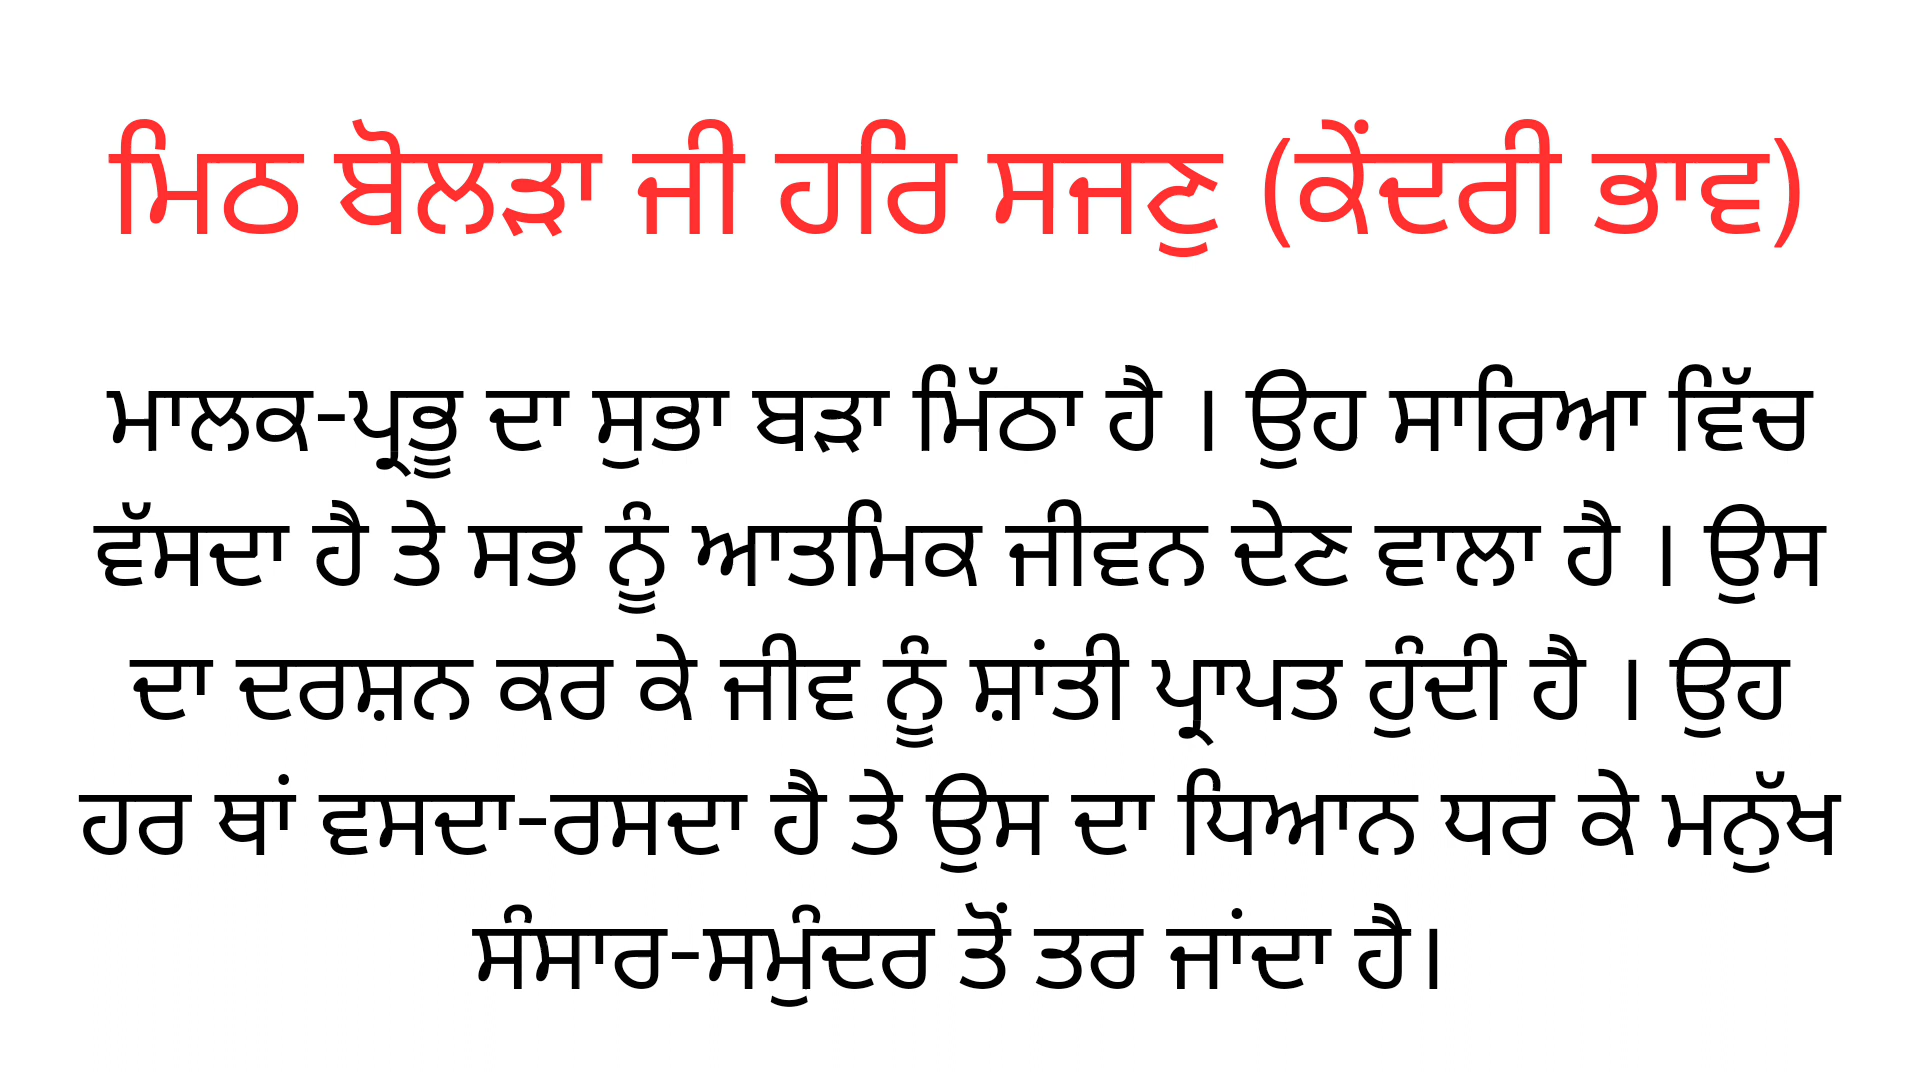 ਮਿਠ ਬੋਲੜਾ ਜੀ ਹਰਿ ਸਜਣੁ (ਕੇਂਦਰੀ ਭਾਵ)
ਮਾਲਕ-ਪ੍ਰਭੂ ਦਾ ਸੁਭਾ ਬੜਾ ਮਿੱਠਾ ਹੈ । ਉਹ ਸਾਰਿਆ ਵਿੱਚ
ਵੱਸਦਾ ਹੈ ਤੇ ਸਭ ਨੂੰ ਆਤਮਿਕ ਜੀਵਨ ਦੇਣ ਵਾਲਾ ਹੈ । ਉਸ
ਦਾ ਦਰਸ਼ਨ ਕਰ ਕੇ ਜੀਵ ਨੂੰ ਸ਼ਾਂਤੀ ਪ੍ਰਾਪਤ ਹੁੰਦੀ ਹੈ । ਉਹ
ਹਰ ਥਾਂ ਵਸਦਾ-ਰਸਦਾ ਹੈ ਤੇ ਉਸ ਦਾ ਧਿਆਨ ਧਰ ਕੇ ਮਨੁੱਖ
ਸੰਸਾਰ-ਸਮੁੰਦਰ ਤੋਂ ਤਰ ਜਾਂਦਾ ਹੈ।